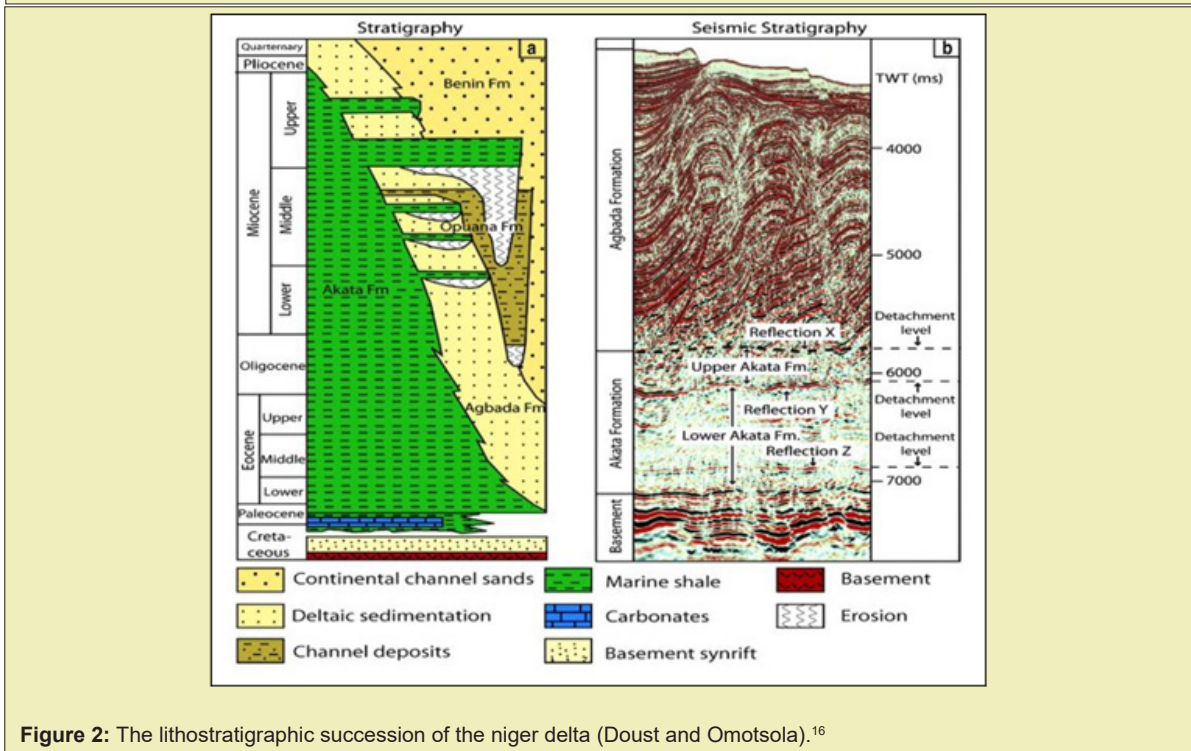 Stratigraphy
a
Quarternary
Pliocene
Miocene
Upper
Middle
Lower
Oligocene
Eocene
Upper
Middle
Lower
Paleocene
Creta-
ceous
Benin Fm
Opuana Fm
Akata Fm
Agbada Fm
Seismic Stratigraphy
b
TWT (ms)
4000
5000
6000
7000
Agbada Formation
Akata Formation
Basement
Reflection X
Detachment
level
Upper Akata Fm.
Reflection Y
Detachment
level
Lower Akata Fm.
Reflection Z
Detachment
level
Continental channel sands
Marine shale
Basement
Deltaic sedimentation
Carbonates
Erosion
Channel deposits
Basement synrift
Figure 2: The lithostratigraphic succession of the niger delta (Doust and Omotsola).16